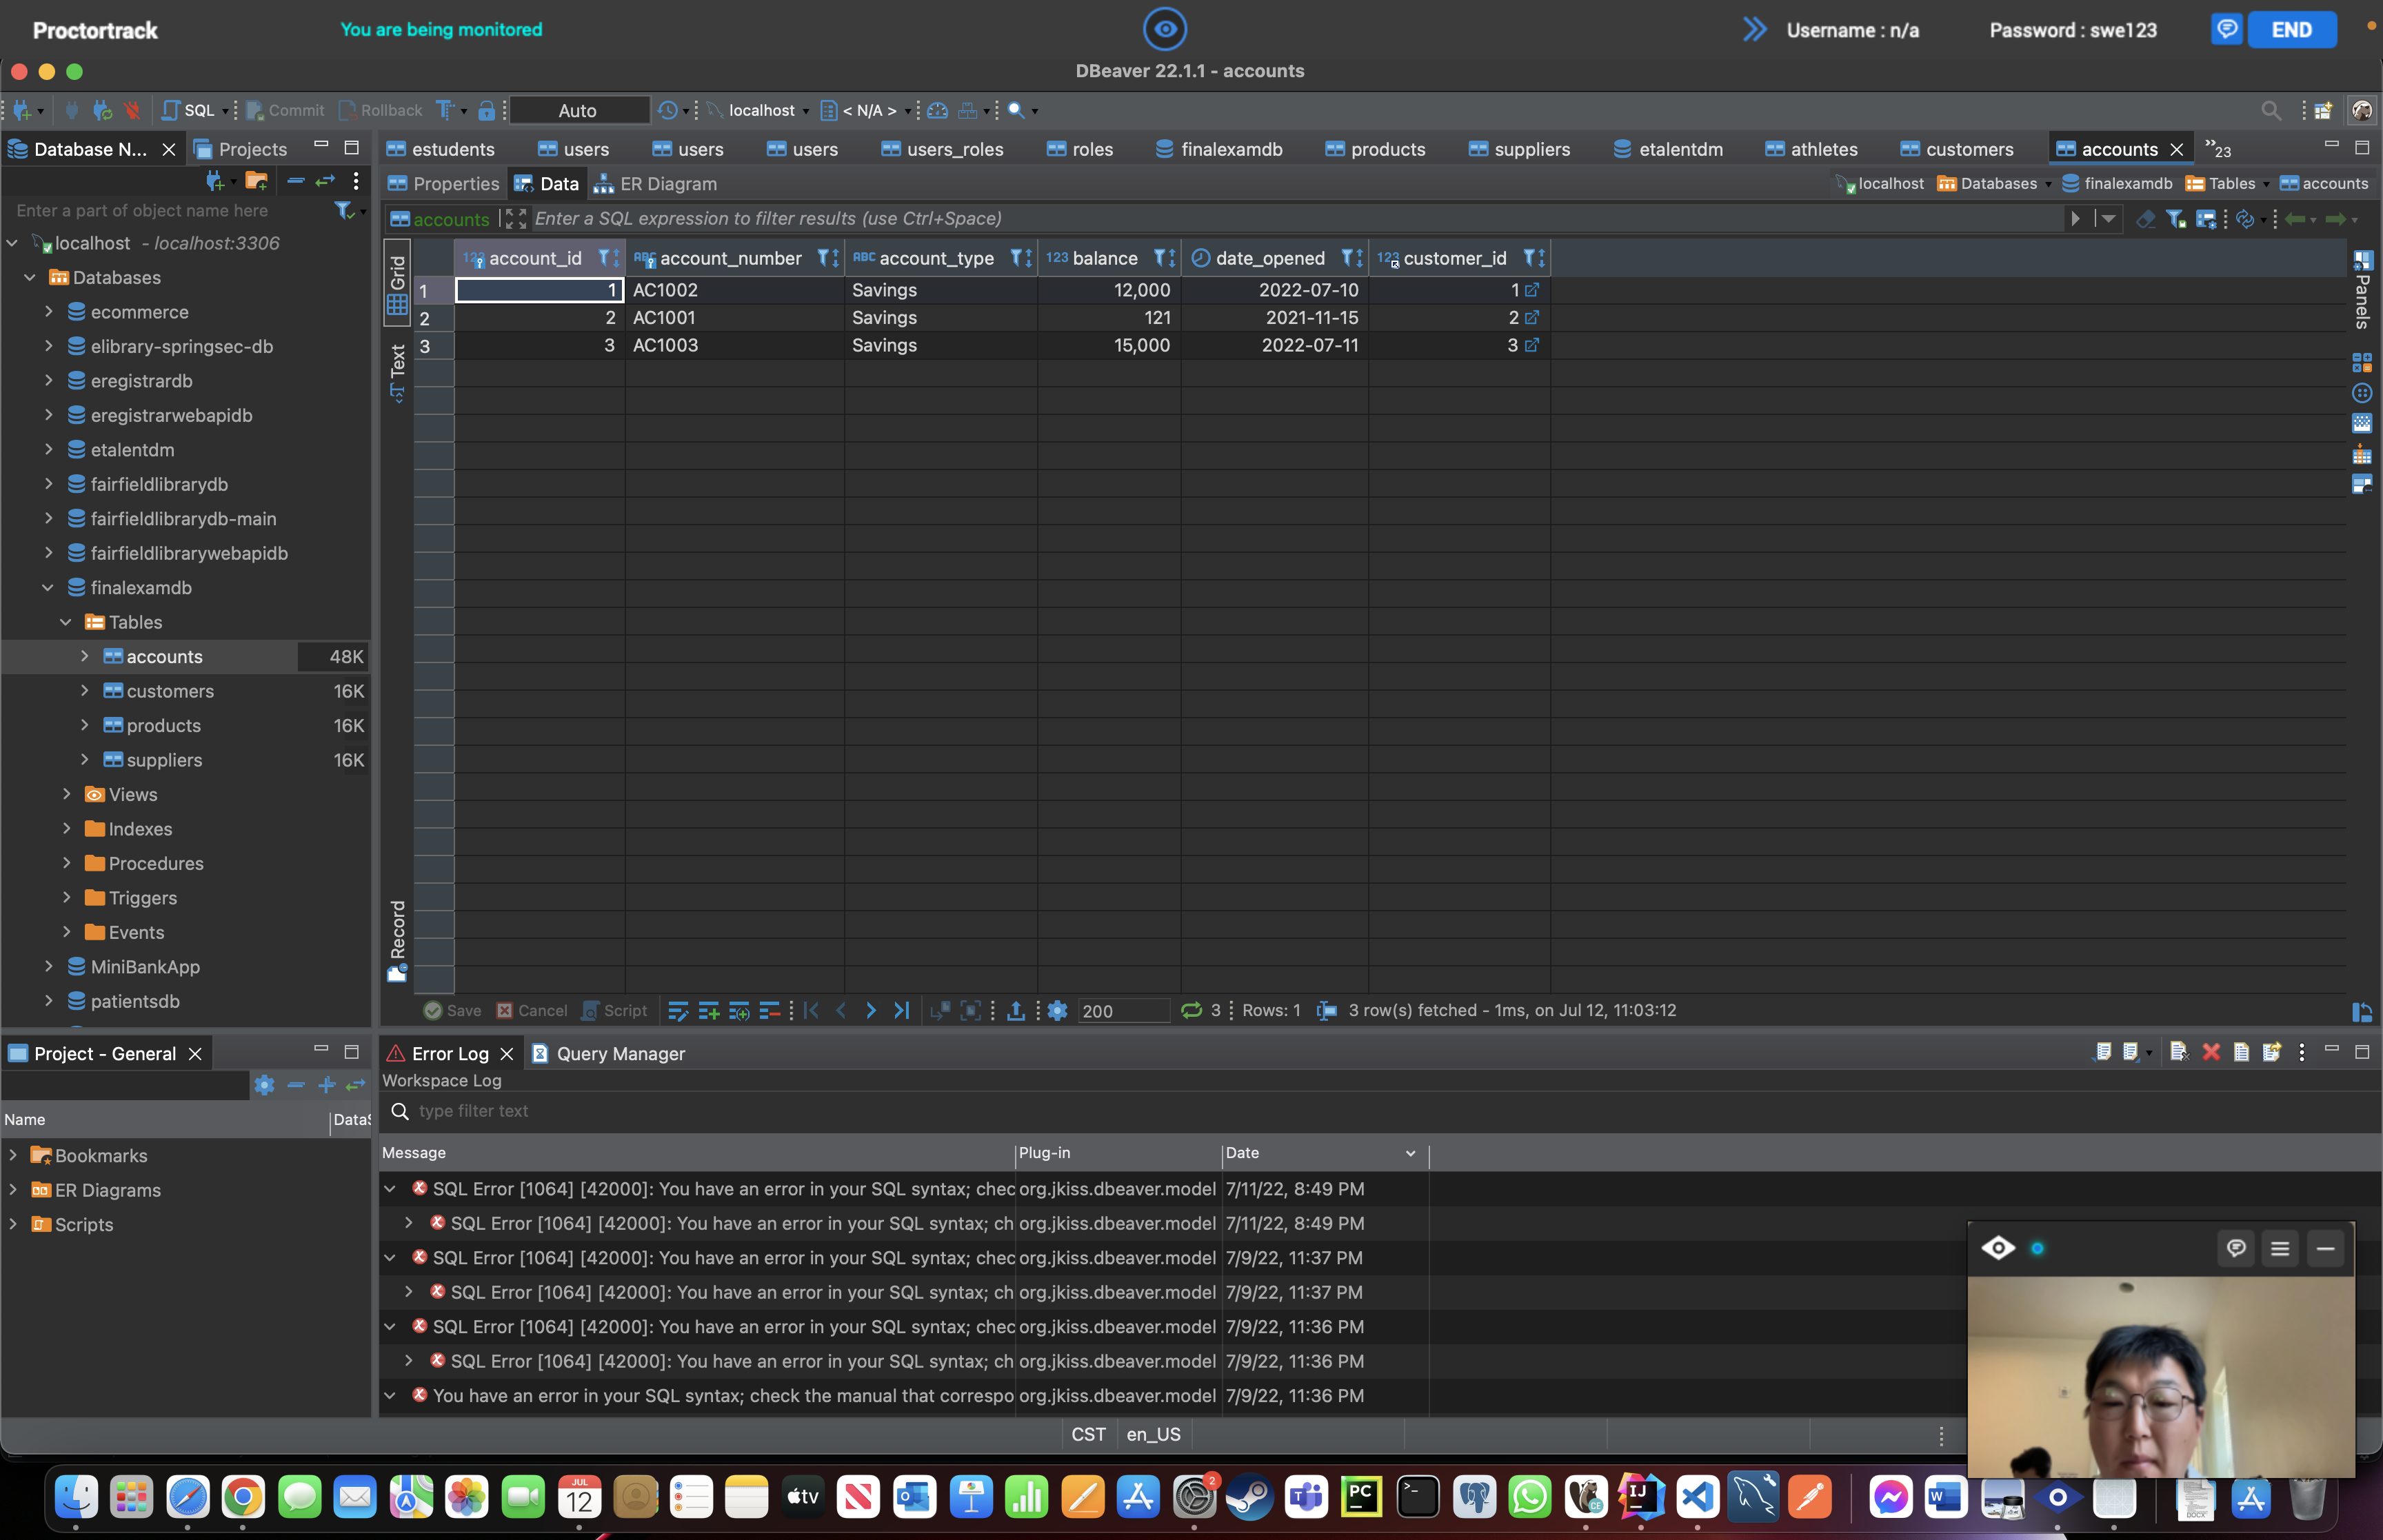 Proctortrack
You are being monitored
Username : n/a
Password : swe123
END
DBeaver 22.1.1 - accounts
SQL
Commit
Rollback
Auto
localhost
< N/A >
Database N...
Projects
estudents
users
users
users
users_roles
roles
finalexamdb
products
suppliers
etalentdm
athletes
customers
accounts
»23
Properties
Data
ER Diagram
localhost
Databases
finalexamdb
Tables
accounts
Enter a part of object name here
accounts
Enter a SQL expression to filter results (use Ctrl+Space)
localhost - localhost:3306
Databases
ecommerce
elibrary-springsec-db
eregistrardb
eregistrarwebapidb
etalentdm
fairfieldlibrarydb
fairfieldlibrarydb-main
fairfieldlibrarywebapidb
finalexamdb
Tables
accounts 48K
customers 16K
products 16K
suppliers 16K
Views
Indexes
Procedures
Triggers
Events
MiniBankApp
patientsdb
Grid
Text
Record
Panels
123 account_id ABC account_number ABC account_type 123 balance date_opened 123 customer_id
1 1 AC1002 Savings 12,000 2022-07-10 1
2 2 AC1001 Savings 121 2021-11-15 2
3 3 AC1003 Savings 15,000 2022-07-11 3
Save
Cancel
Script
200
3
Rows: 1
3 row(s) fetched - 1ms, on Jul 12, 11:03:12
Project - General
Name
DataS
Bookmarks
ER Diagrams
Scripts
Error Log
Query Manager
Workspace Log
type filter text
Message Plug-in Date
SQL Error [1064] [42000]: You have an error in your SQL syntax; chec org.jkiss.dbeaver.model 7/11/22, 8:49 PM
SQL Error [1064] [42000]: You have an error in your SQL syntax; ch org.jkiss.dbeaver.model 7/11/22, 8:49 PM
SQL Error [1064] [42000]: You have an error in your SQL syntax; chec org.jkiss.dbeaver.model 7/9/22, 11:37 PM
SQL Error [1064] [42000]: You have an error in your SQL syntax; ch org.jkiss.dbeaver.model 7/9/22, 11:37 PM
SQL Error [1064] [42000]: You have an error in your SQL syntax; chec org.jkiss.dbeaver.model 7/9/22, 11:36 PM
SQL Error [1064] [42000]: You have an error in your SQL syntax; ch org.jkiss.dbeaver.model 7/9/22, 11:36 PM
You have an error in your SQL syntax; check the manual that correspo org.jkiss.dbeaver.model 7/9/22, 11:36 PM
CST
en_US
JUL
12
tv
2
PC
IJ
W
DOCX